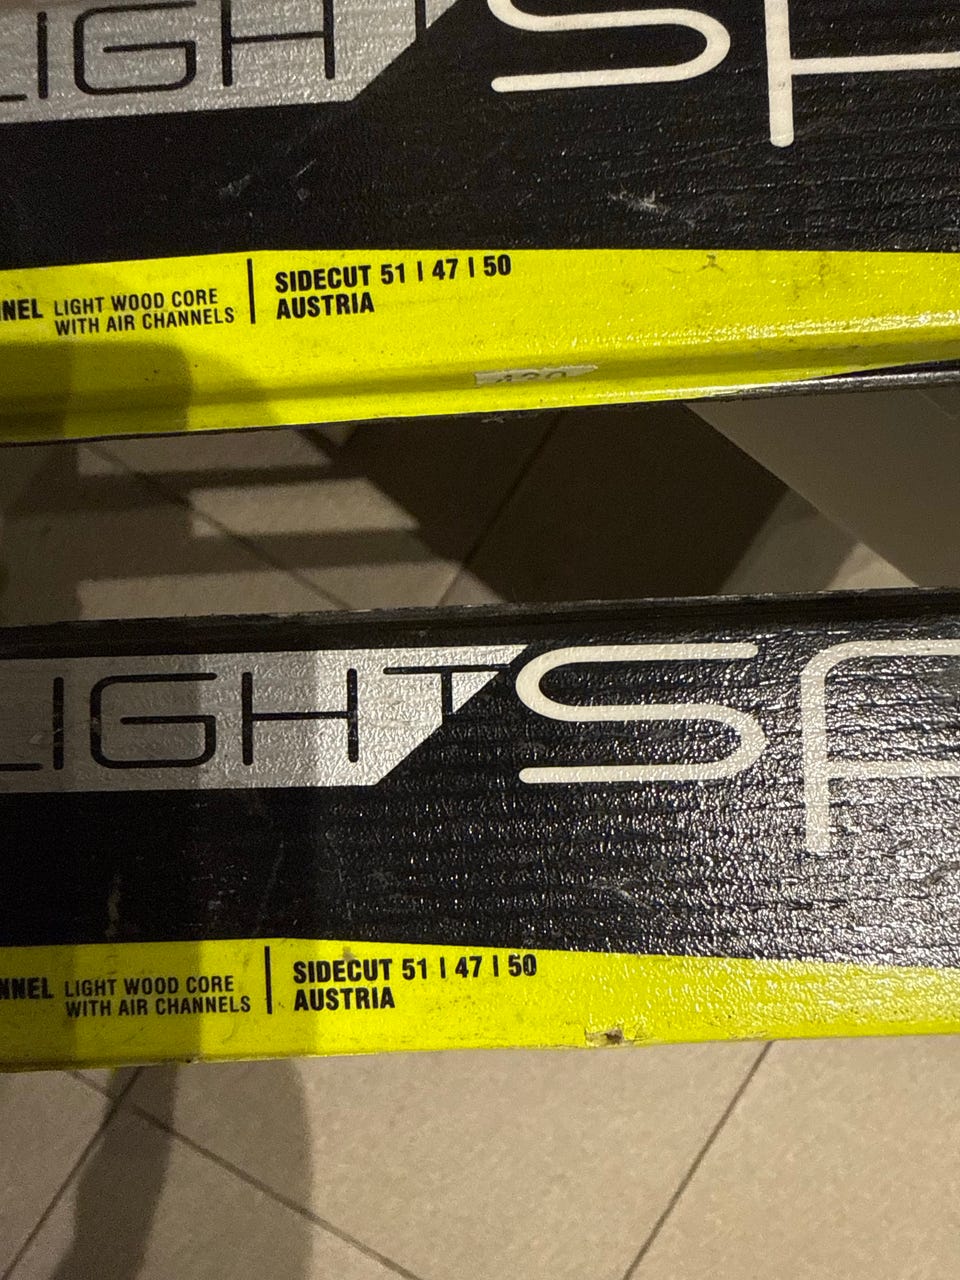 LIGHT SP
NNEL LIGHT WOOD CORE
WITH AIR CHANNELS
SIDECUT 51 | 47 | 50
AUSTRIA
LIGHT SP
NNEL LIGHT WOOD CORE
WITH AIR CHANNELS
SIDECUT 51 | 47 | 50
AUSTRIA